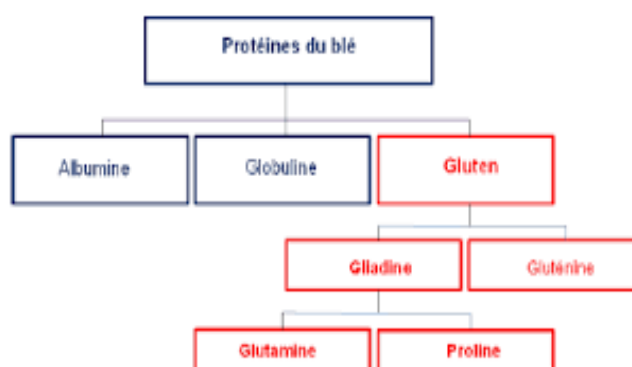 Protéines du blé
Albumine
Globuline
Gluten
Gliadine
Gluténine
Glutamine
Proline